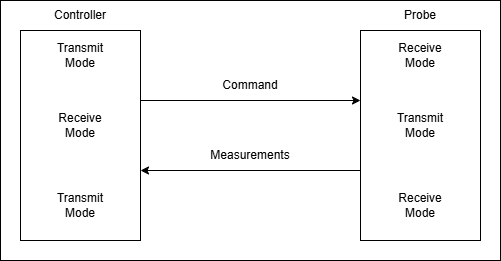 Controller
Probe
Transmit
Mode
Receive
Mode
Command
Receive
Mode
Transmit
Mode
Measurements
Transmit
Mode
Receive
Mode